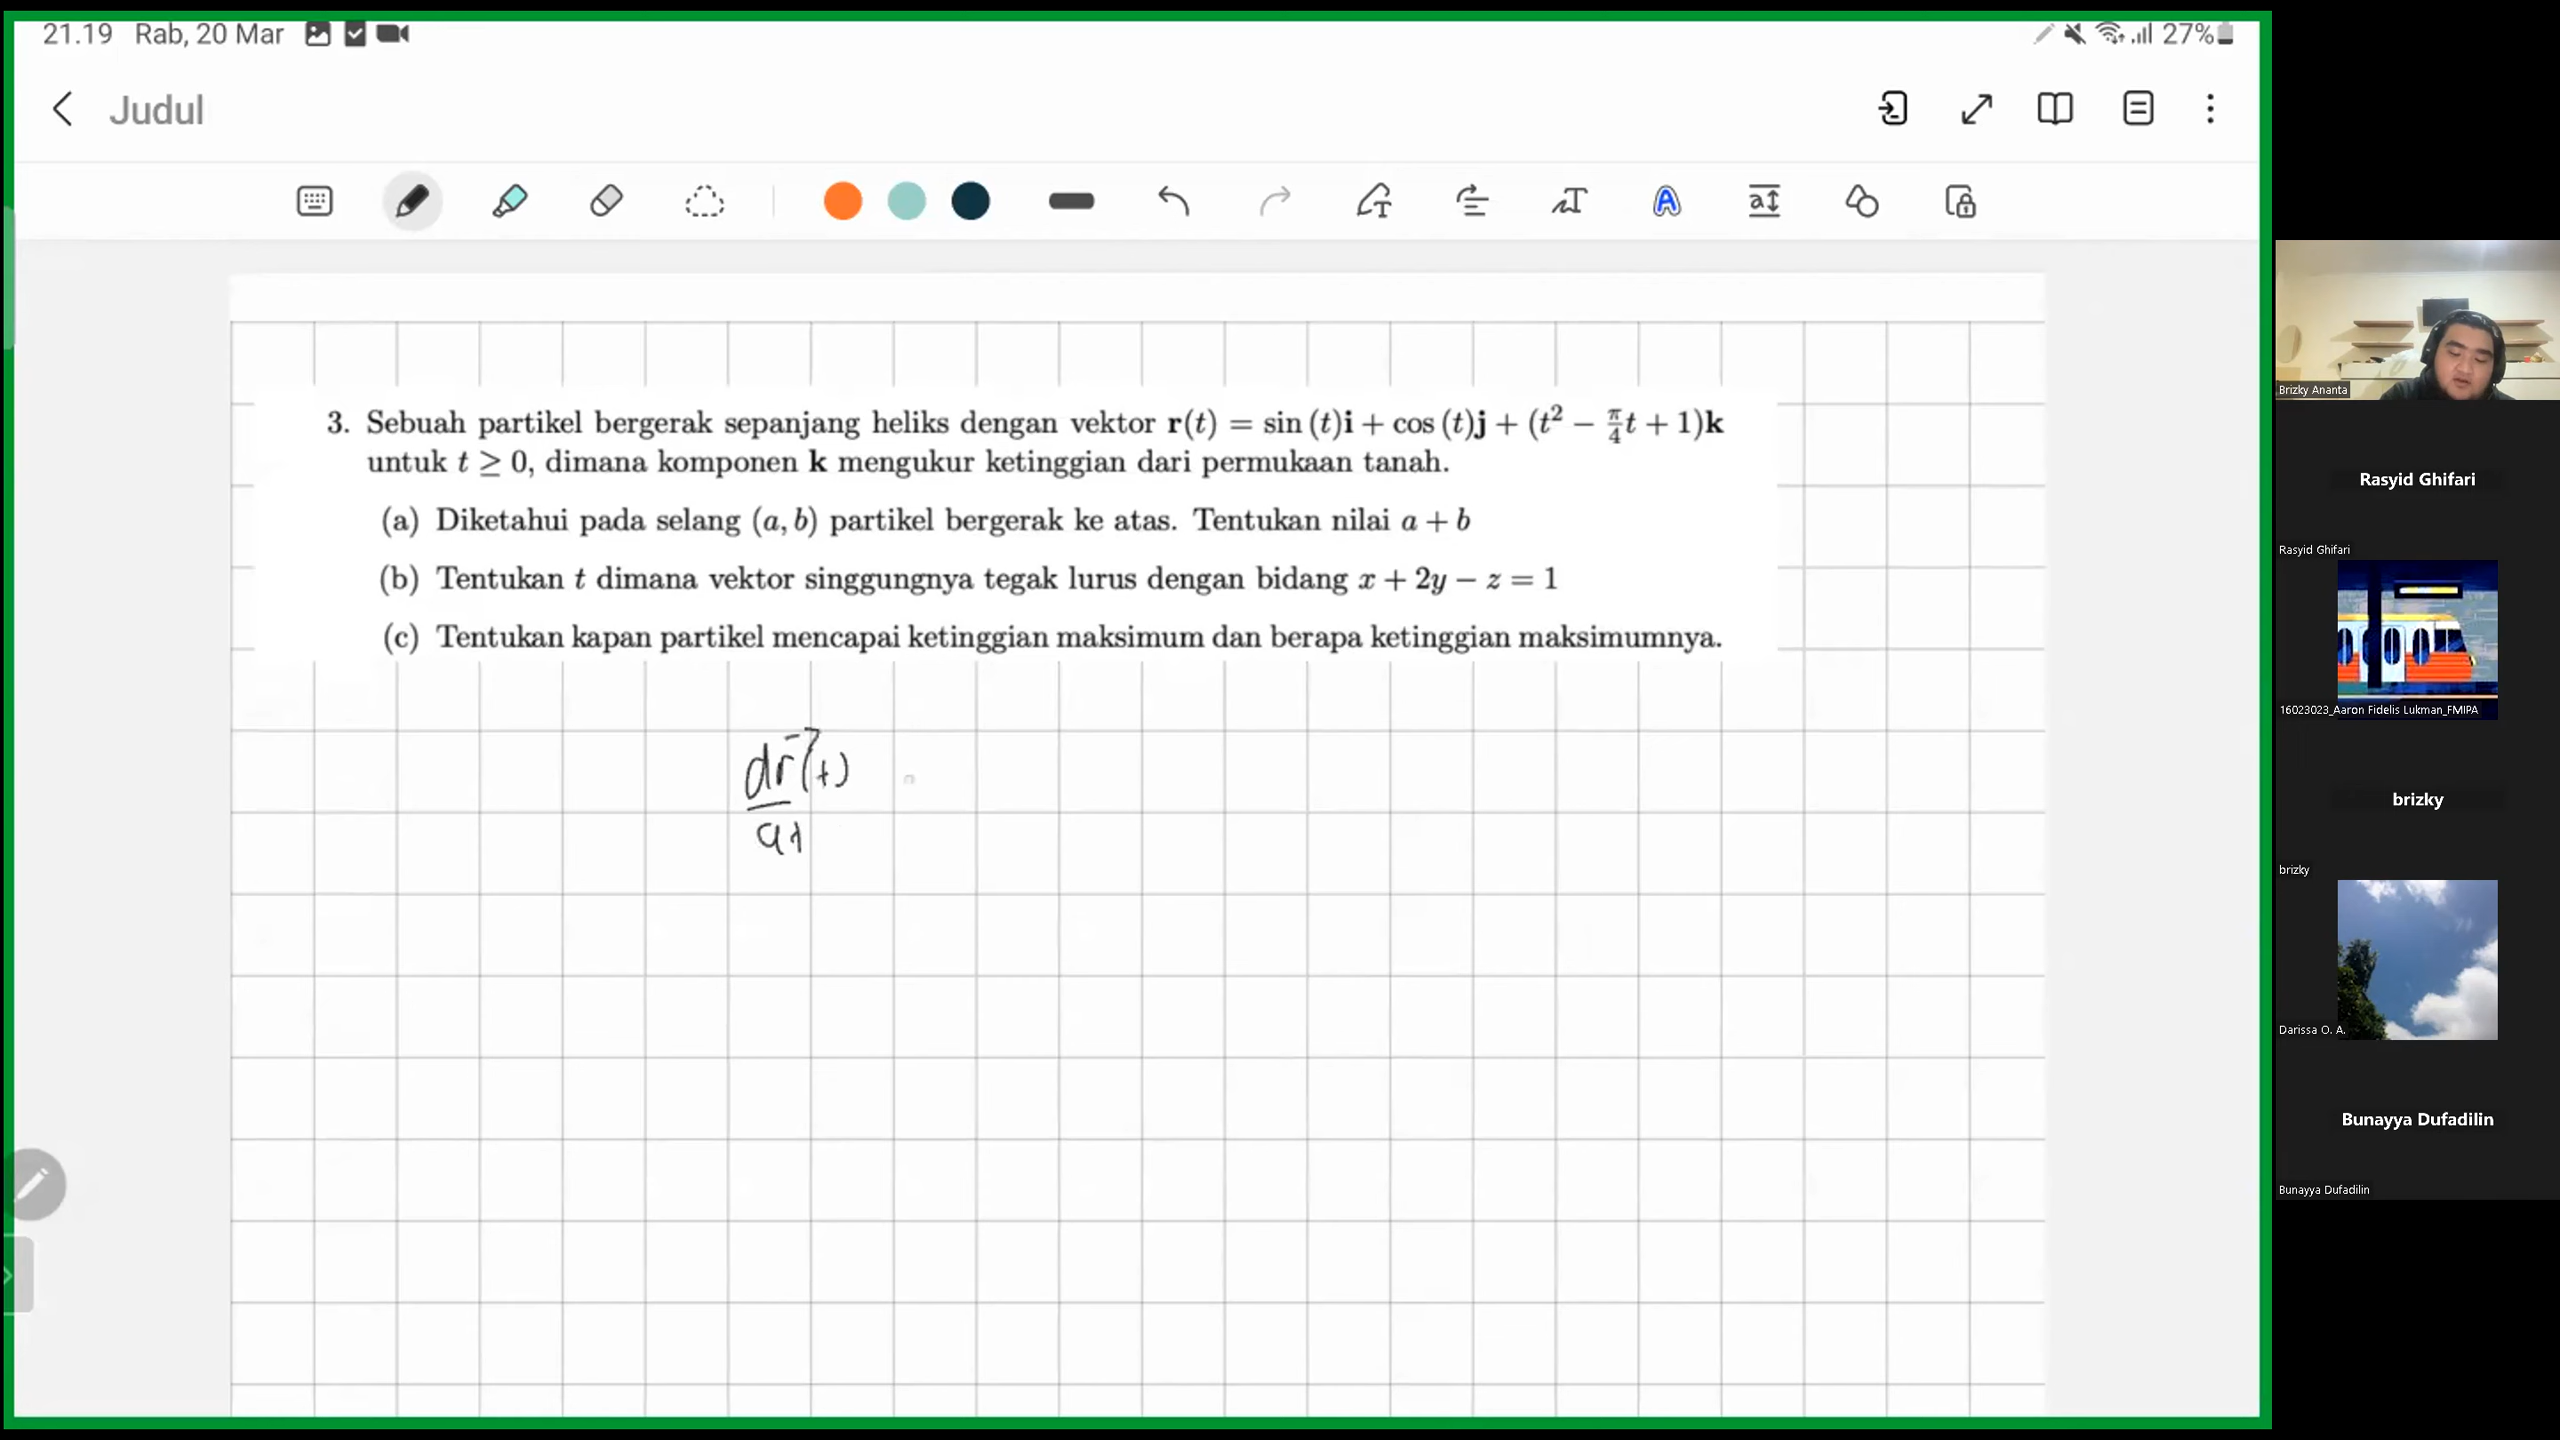 21.19 Rab, 20 Mar
27%
Judul
3. Sebuah partikel bergerak sepanjang heliks dengan vektor r(t) = sin (t)i + cos (t)j + (t² − π/4 t + 1)k
untuk t ≥ 0, dimana komponen k mengukur ketinggian dari permukaan tanah.
(a) Diketahui pada selang (a, b) partikel bergerak ke atas. Tentukan nilai a + b
(b) Tentukan t dimana vektor singgungnya tegak lurus dengan bidang x + 2y − z = 1
(c) Tentukan kapan partikel mencapai ketinggian maksimum dan berapa ketinggian maksimumnya.
dr⃗(t)
dt
Brizky Ananta
Rasyid Ghifari
Rasyid Ghifari
16023023_Aaron Fidelis Lukman_FMIPA
brizky
brizky
Darissa O. A.
Bunayya Dufadilin
Bunayya Dufadilin